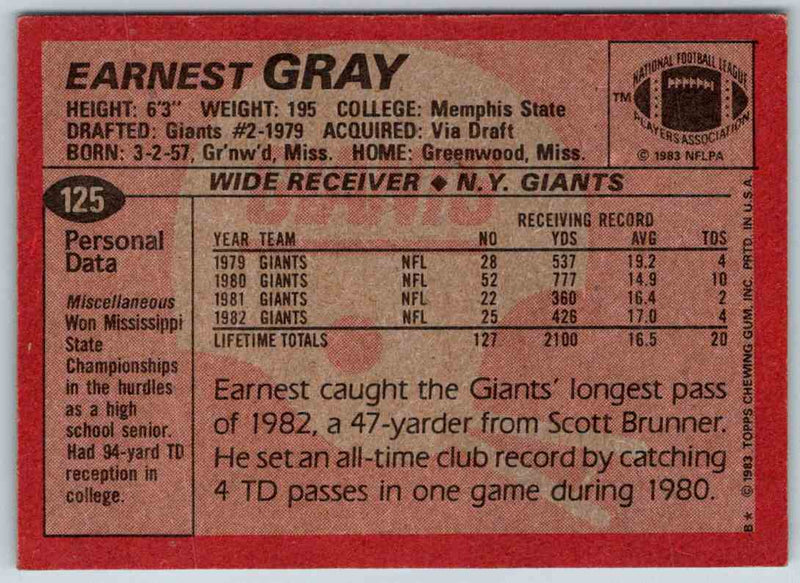 EARNEST GRAY
HEIGHT: 6'3" WEIGHT: 195 COLLEGE: Memphis State
DRAFTED: Giants #2-1979 ACQUIRED: Via Draft
BORN: 3-2-57, Gr'nw'd, Miss. HOME: Greenwood, Miss.
NATIONAL FOOTBALL LEAGUE
TM
PLAYERS ASSOCIATION
© 1983 NFLPA
125
WIDE RECEIVER ♦ N.Y. GIANTS
Personal
Data
Miscellaneous
Won Mississippi
State
Championships
in the hurdles
as a high
school senior.
Had 94-yard TD
reception in
college.
RECEIVING RECORD
YEAR TEAM NO YDS AVG TDS
1979 GIANTS NFL 28 537 19.2 4
1980 GIANTS NFL 52 777 14.9 10
1981 GIANTS NFL 22 360 16.4 2
1982 GIANTS NFL 25 426 17.0 4
LIFETIME TOTALS 127 2100 16.5 20
Earnest caught the Giants' longest pass
of 1982, a 47-yarder from Scott Brunner.
He set an all-time club record by catching
4 TD passes in one game during 1980.
B* © 1983 TOPPS CHEWING GUM, INC. PRTD. IN U.S.A.